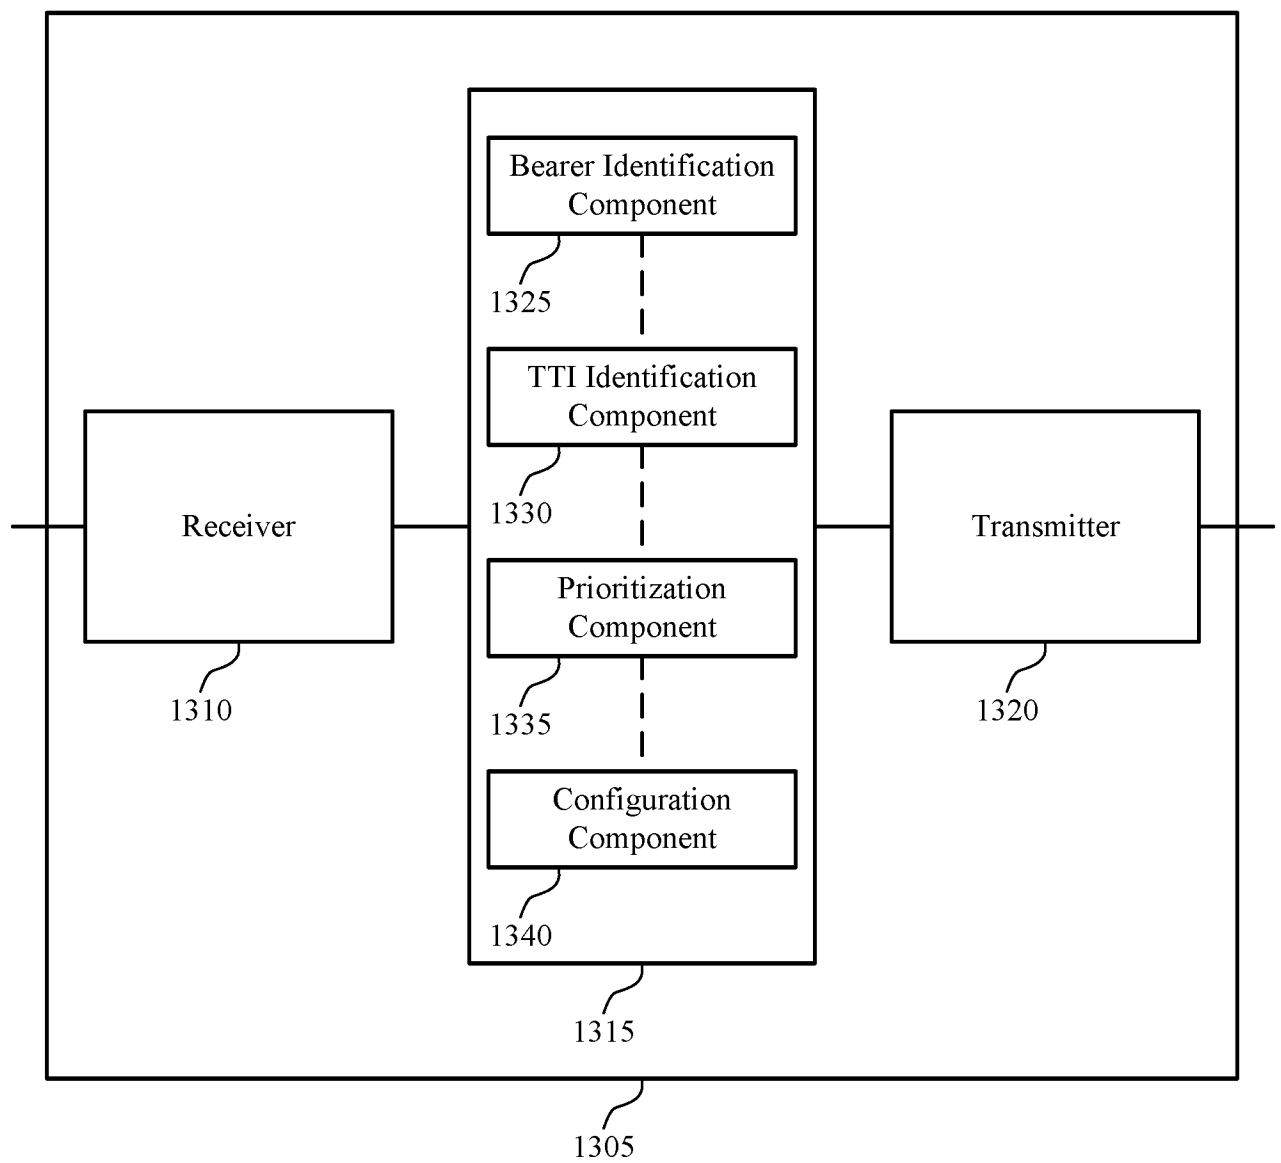 Bearer Identification
Component
1325
TTI Identification
Component
1330
Receiver
1310
Prioritization
Component
1335
Transmitter
1320
Configuration
Component
1340
1315
1305